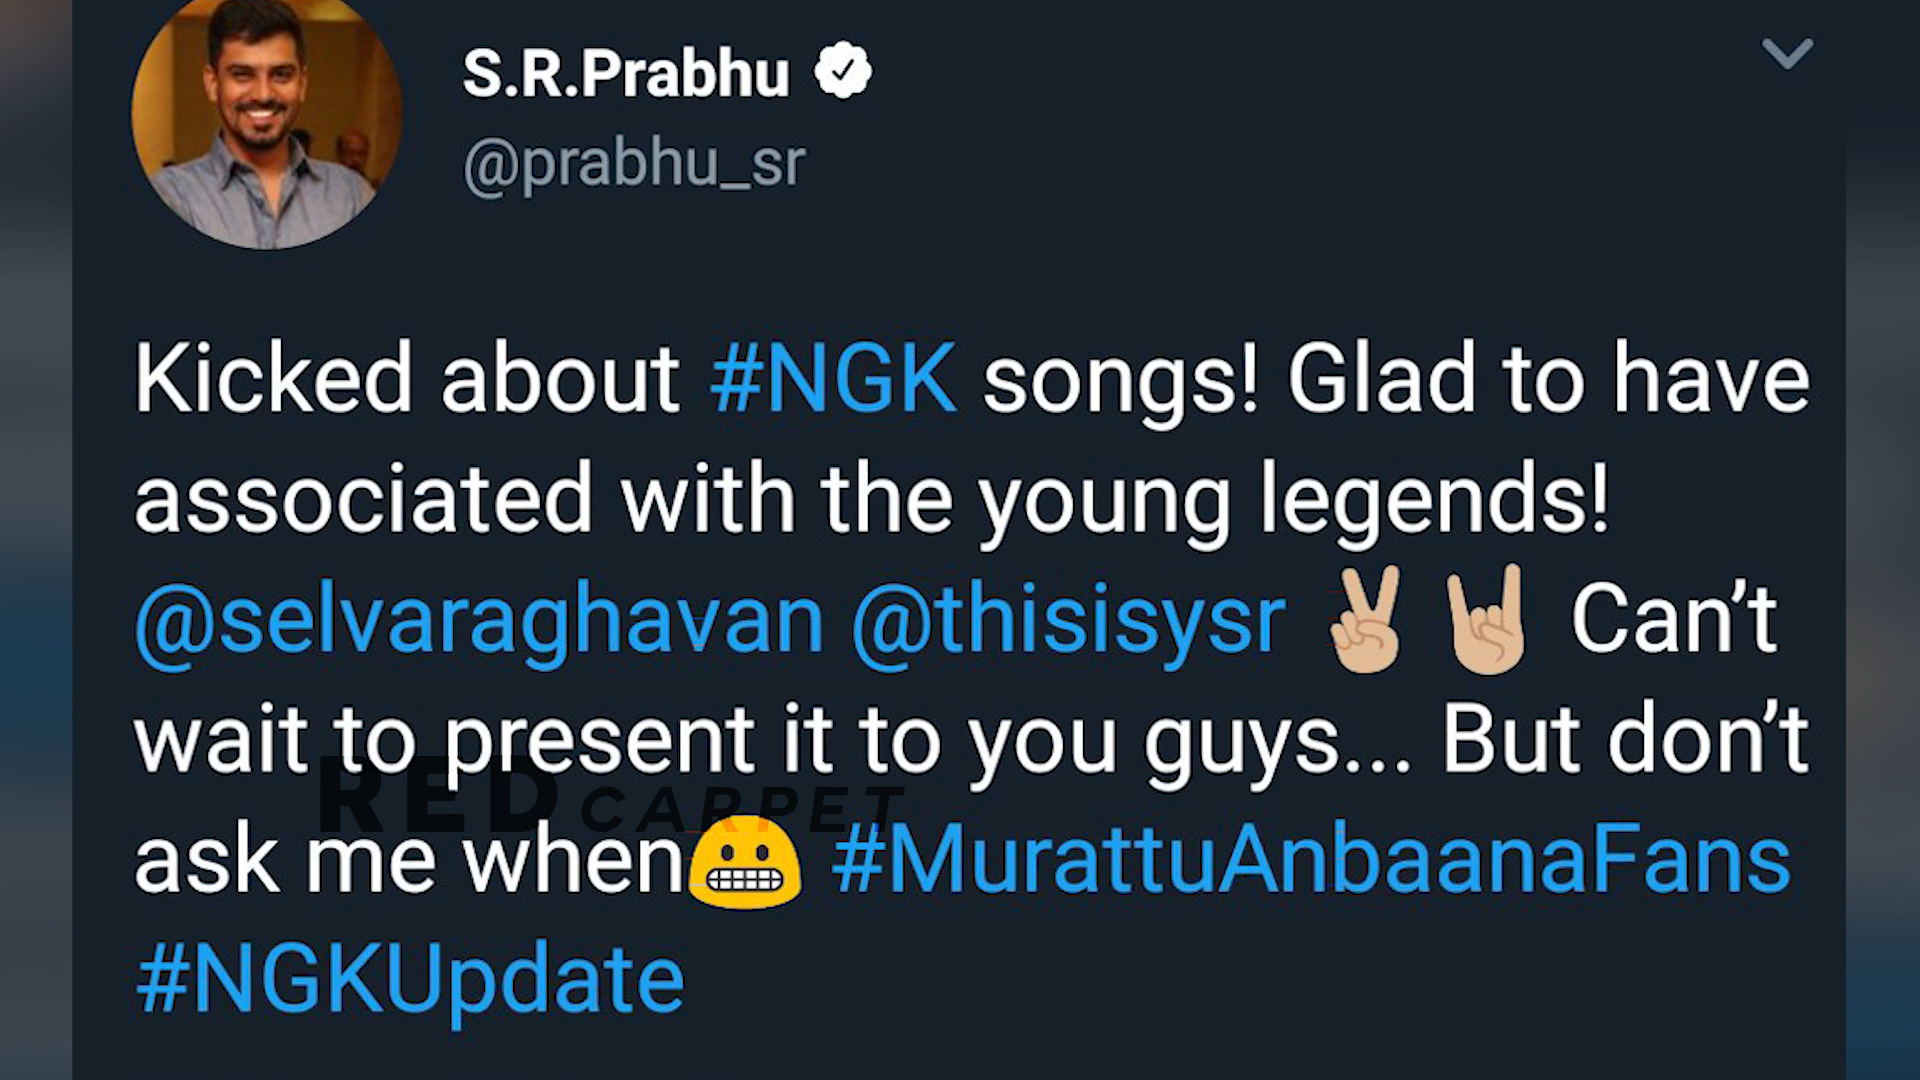 S.R.Prabhu
@prabhu_sr
Kicked about #NGK songs! Glad to have
associated with the young legends!
@selvaraghavan @thisisysr ✌🏼 🤘🏼 Can’t
wait to present it to you guys... But don’t
RED CARPET
ask me when😬 #MurattuAnbaanaFans
#NGKUpdate